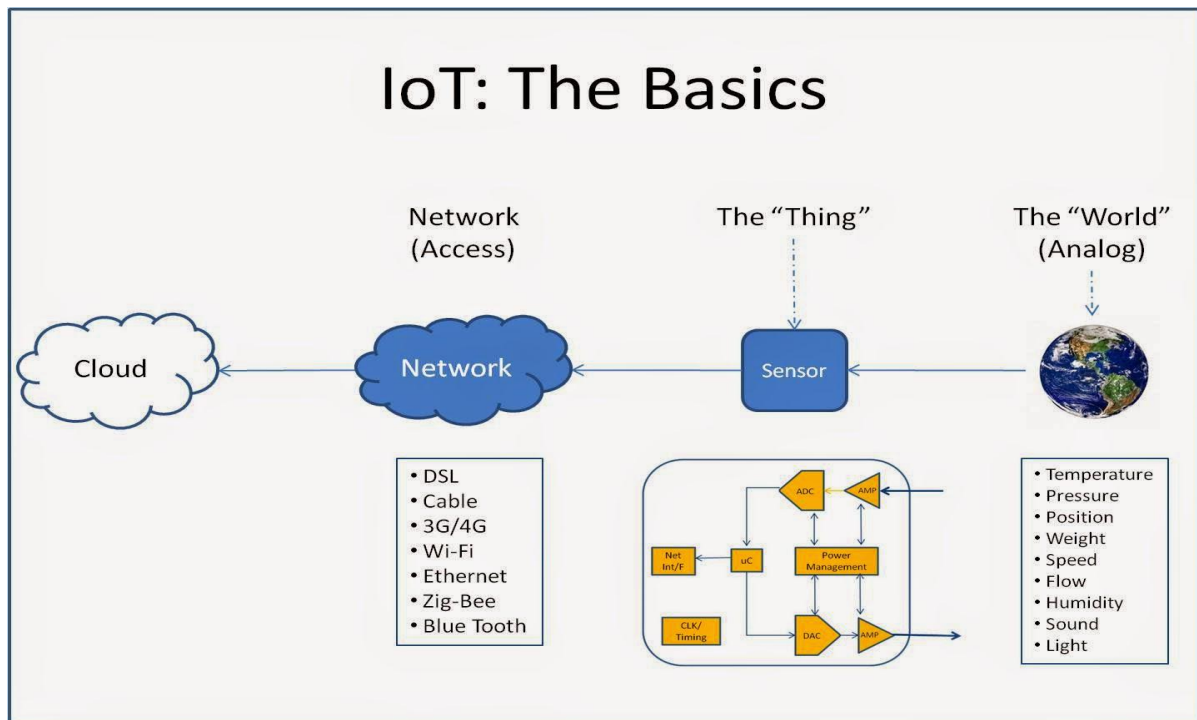 IoT: The Basics
Network
(Access)
The “Thing”
The “World”
(Analog)
Cloud
Network
Sensor
• DSL
• Cable
• 3G/4G
• Wi-Fi
• Ethernet
• Zig-Bee
• Blue Tooth
ADC
AMP
Net
Int/F
uC
Power
Management
CLK/
Timing
DAC
AMP
• Temperature
• Pressure
• Position
• Weight
• Speed
• Flow
• Humidity
• Sound
• Light